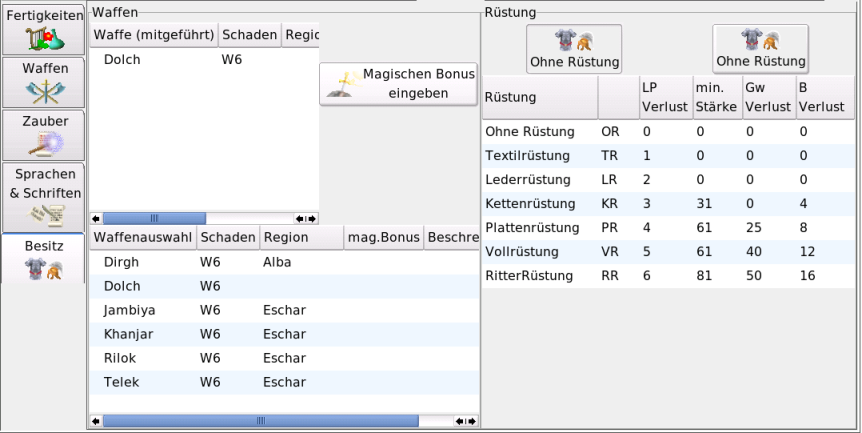 Fertigkeiten
Waffen
Zauber
Sprachen
& Schriften
Besitz
Waffen
Waffe (mitgeführt) Schaden Regio
Dolch W6
Magischen Bonus
eingeben
Waffenauswahl Schaden Region mag.Bonus Beschre
Dirgh W6 Alba
Dolch W6
Jambiya W6 Eschar
Khanjar W6 Eschar
Rilok W6 Eschar
Telek W6 Eschar
Rüstung
Ohne Rüstung
Ohne Rüstung
Rüstung LP Verlust min. Stärke Gw Verlust B Verlust
Ohne Rüstung OR 0 0 0 0
Textilrüstung TR 1 0 0 0
Lederrüstung LR 2 0 0 0
Kettenrüstung KR 3 31 0 4
Plattenrüstung PR 4 61 25 8
Vollrüstung VR 5 61 40 12
RitterRüstung RR 6 81 50 16